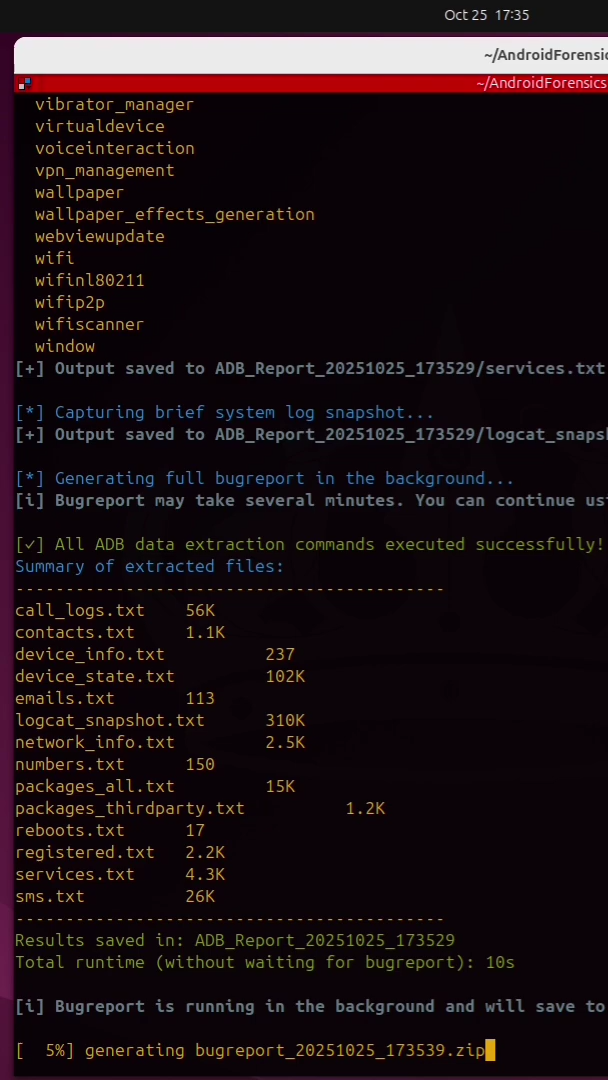 Oct 25 17:35
~/AndroidForensic
~/AndroidForensics
vibrator_manager
virtualdevice
voiceinteraction
vpn_management
wallpaper
wallpaper_effects_generation
webviewupdate
wifi
wifinl80211
wifip2p
wifiscanner
window
[+] Output saved to ADB_Report_20251025_173529/services.txt
[*] Capturing brief system log snapshot...
[+] Output saved to ADB_Report_20251025_173529/logcat_snaps
[*] Generating full bugreport in the background...
[i] Bugreport may take several minutes. You can continue us
[✓] All ADB data extraction commands executed successfully!
Summary of extracted files:
-------------------------------------------
call_logs.txt 56K
contacts.txt 1.1K
device_info.txt 237
device_state.txt 102K
emails.txt 113
logcat_snapshot.txt 310K
network_info.txt 2.5K
numbers.txt 150
packages_all.txt 15K
packages_thirdparty.txt 1.2K
reboots.txt 17
registered.txt 2.2K
services.txt 4.3K
sms.txt 26K
-------------------------------------------
Results saved in: ADB_Report_20251025_173529
Total runtime (without waiting for bugreport): 10s
[i] Bugreport is running in the background and will save to
[  5%] generating bugreport_20251025_173539.zip